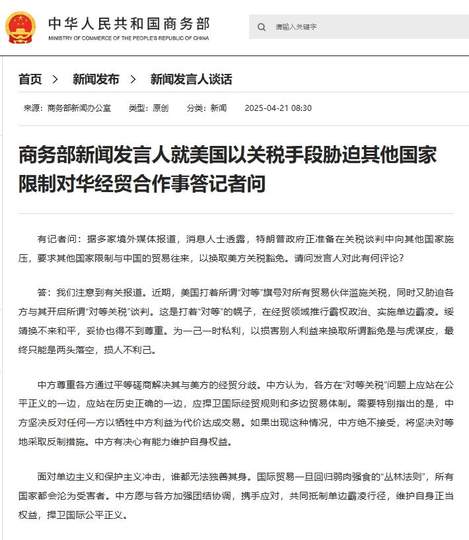 中华人民共和国商务部
MINISTRY OF COMMERCE OF THE PEOPLE'S REPUBLIC OF CHINA
请输入关键字
首页 > 新闻发布 > 新闻发言人谈话
来源：商务部新闻办公室 类型：原创 分类：新闻 2025-04-21 08:30
商务部新闻发言人就美国以关税手段胁迫其他国家
限制对华经贸合作事答记者问
有记者问：据多家境外媒体报道，消息人士透露，特朗普政府正准备在关税谈判中向其他国家施
压，要求其他国家限制与中国的贸易往来，以换取美方关税豁免。请问发言人对此有何评论？
答：我们注意到有关报道。近期，美国打着所谓“对等”旗号对所有贸易伙伴滥施关税，同时又胁迫各
方与其开启所谓“对等关税”谈判。这是打着“对等”的幌子，在经贸领域推行霸权政治、实施单边霸凌。绥
靖换不来和平，妥协也得不到尊重。为一己一时私利，以损害别人利益来换取所谓豁免是与虎谋皮，最
终只能是两头落空，损人不利己。
中方尊重各方通过平等磋商解决其与美方的经贸分歧。中方认为，各方在“对等关税”问题上应站在公
平正义的一边，应站在历史正确的一边，应捍卫国际经贸规则和多边贸易体制。需要特别指出的是，中
方坚决反对任何一方以牺牲中方利益为代价达成交易。如果出现这种情况，中方绝不接受，将坚决对等
地采取反制措施。中方有决心有能力维护自身权益。
面对单边主义和保护主义冲击，谁都无法独善其身。国际贸易一旦回归弱肉强食的“丛林法则”，所有
国家都会沦为受害者。中方愿与各方加强团结协调，携手应对，共同抵制单边霸凌行径，维护自身正当
权益，捍卫国际公平正义。